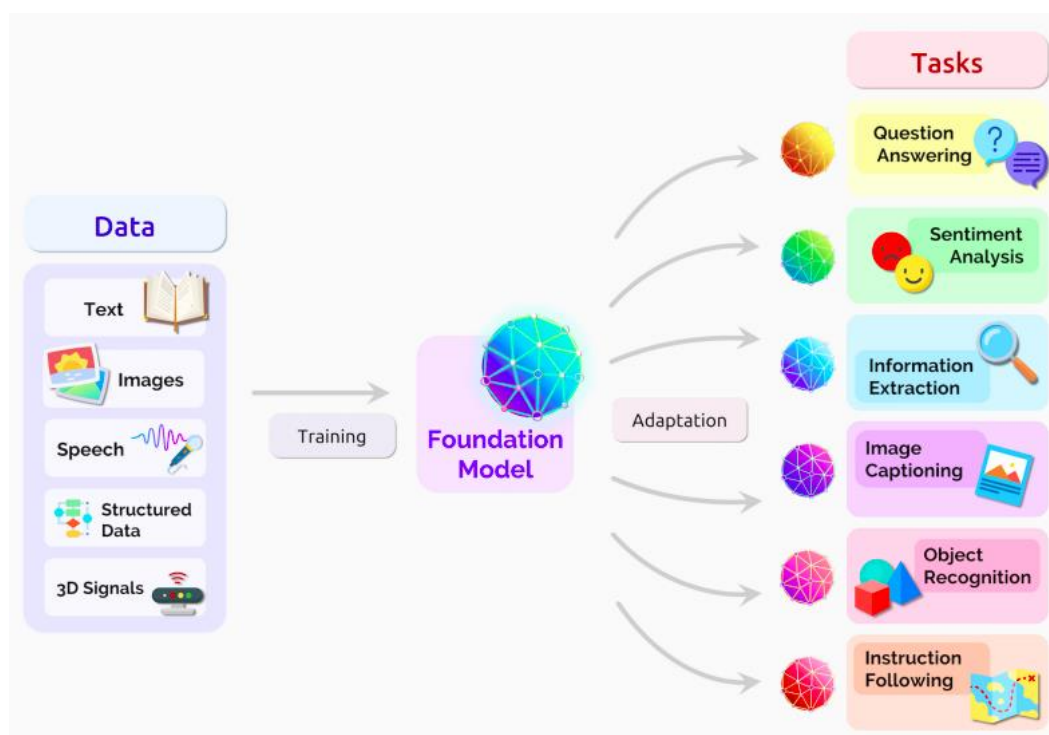 Data
Text
Images
Speech
Structured
Data
3D Signals
Training
Foundation
Model
Adaptation
Tasks
Question
Answering
?
Sentiment
Analysis
Information
Extraction
Image
Captioning
Object
Recognition
Instruction
Following